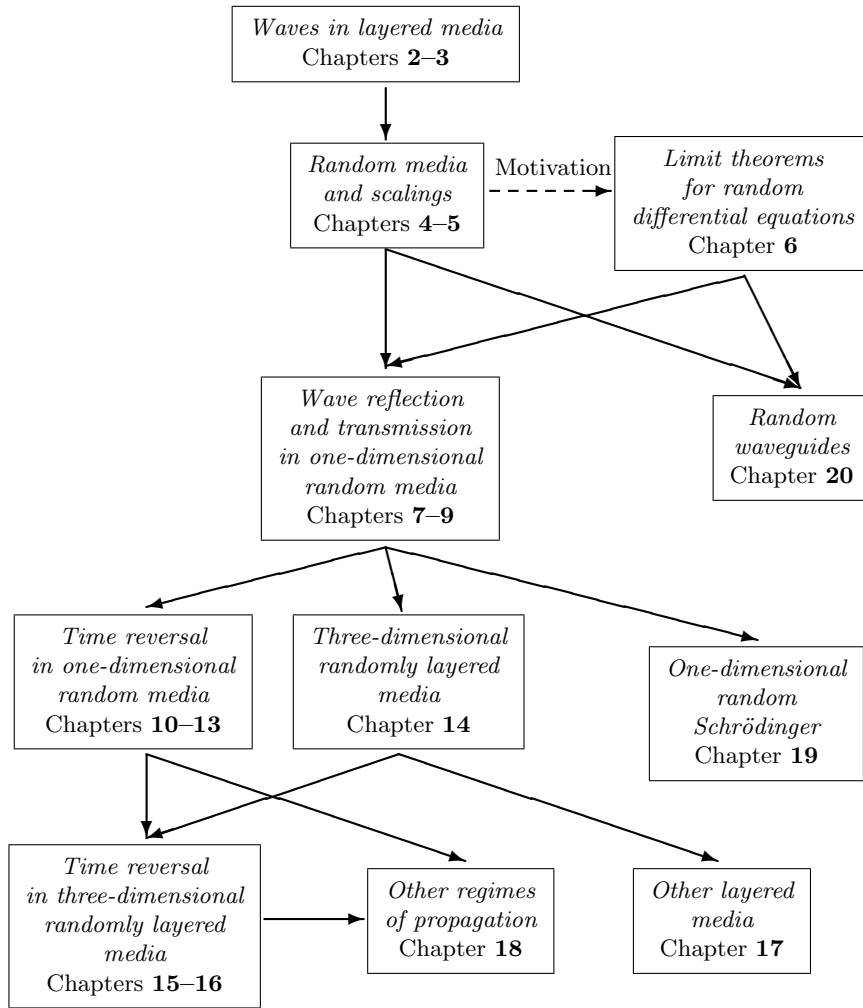 Waves in layered media
Chapters 2–3
Random media
and scalings
Chapters 4–5
Motivation
Limit theorems
for random
differential equations
Chapter 6
Wave reflection
and transmission
in one-dimensional
random media
Chapters 7–9
Random
waveguides
Chapter 20
Time reversal
in one-dimensional
random media
Chapters 10–13
Three-dimensional
randomly layered
media
Chapter 14
One-dimensional
random
Schrödinger
Chapter 19
Time reversal
in three-dimensional
randomly layered
media
Chapters 15–16
Other regimes
of propagation
Chapter 18
Other layered
media
Chapter 17